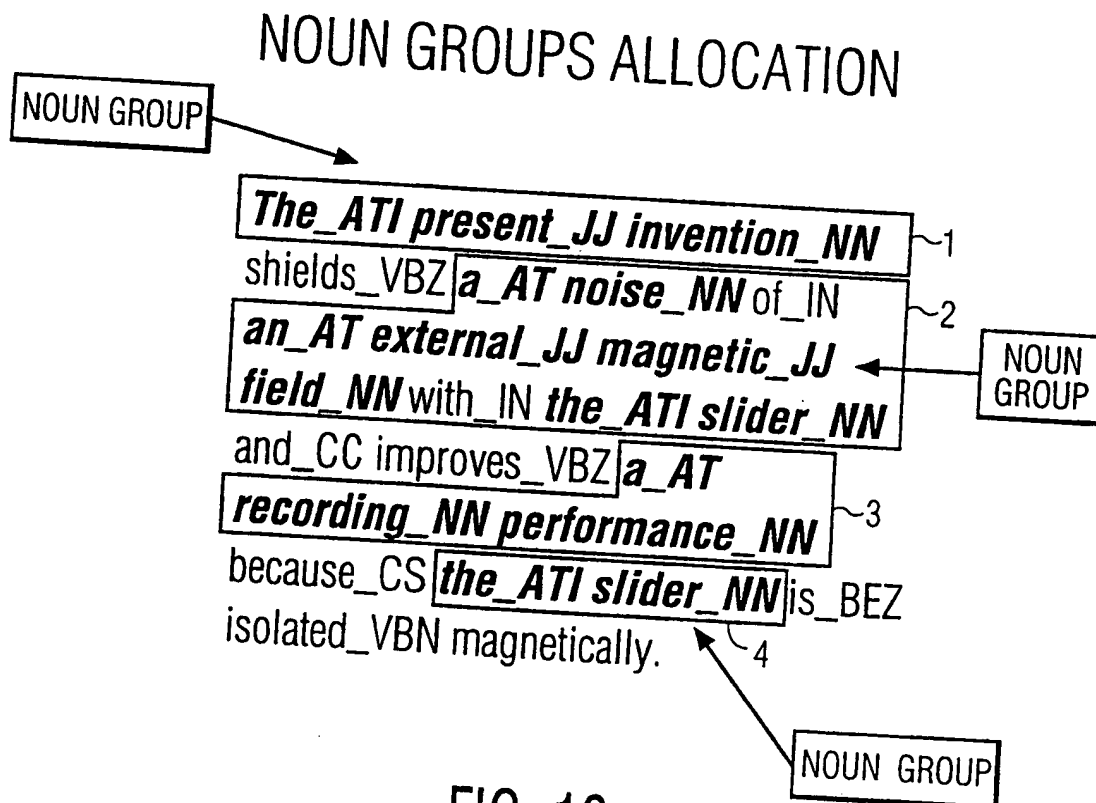 NOUN GROUPS ALLOCATION
NOUN GROUP
The_ATI present_JJ invention_NN
~1
shields_VBZ a_AT noise_NN of_IN
~2
an_AT external_JJ magnetic_JJ
NOUN
GROUP
field_NN with_IN the_ATI slider_NN
and_CC improves_VBZ a_AT
~3
recording_NN performance_NN
because_CS the_ATI slider_NN is_BEZ
4
isolated_VBN magnetically.
NOUN GROUP